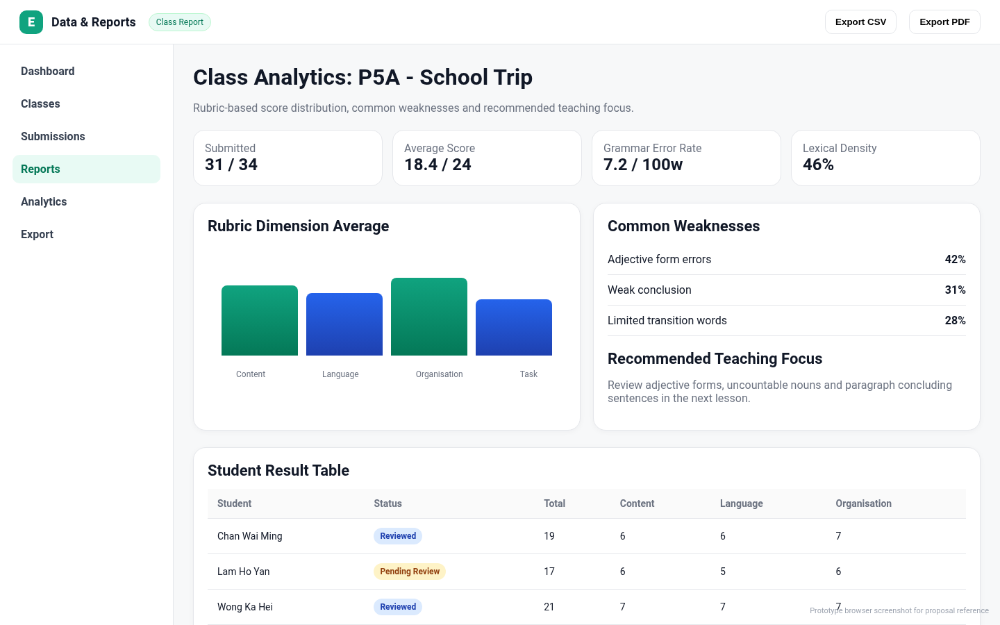 E
Data & Reports
Class Report
Export CSV
Export PDF
Dashboard
Classes
Submissions
Reports
Analytics
Export
Class Analytics: P5A - School Trip
Rubric-based score distribution, common weaknesses and recommended teaching focus.
Submitted
31 / 34
Average Score
18.4 / 24
Grammar Error Rate
7.2 / 100w
Lexical Density
46%
Rubric Dimension Average
Content Language Organisation Task
Common Weaknesses
Adjective form errors 42%
Weak conclusion 31%
Limited transition words 28%
Recommended Teaching Focus
Review adjective forms, uncountable nouns and paragraph concluding
sentences in the next lesson.
Student Result Table
Student Status Total Content Language Organisation
Chan Wai Ming Reviewed 19 6 6 7
Lam Ho Yan Pending Review 17 6 5 6
Wong Ka Hei Reviewed 21 7 7 7
Prototype browser screenshot for proposal reference